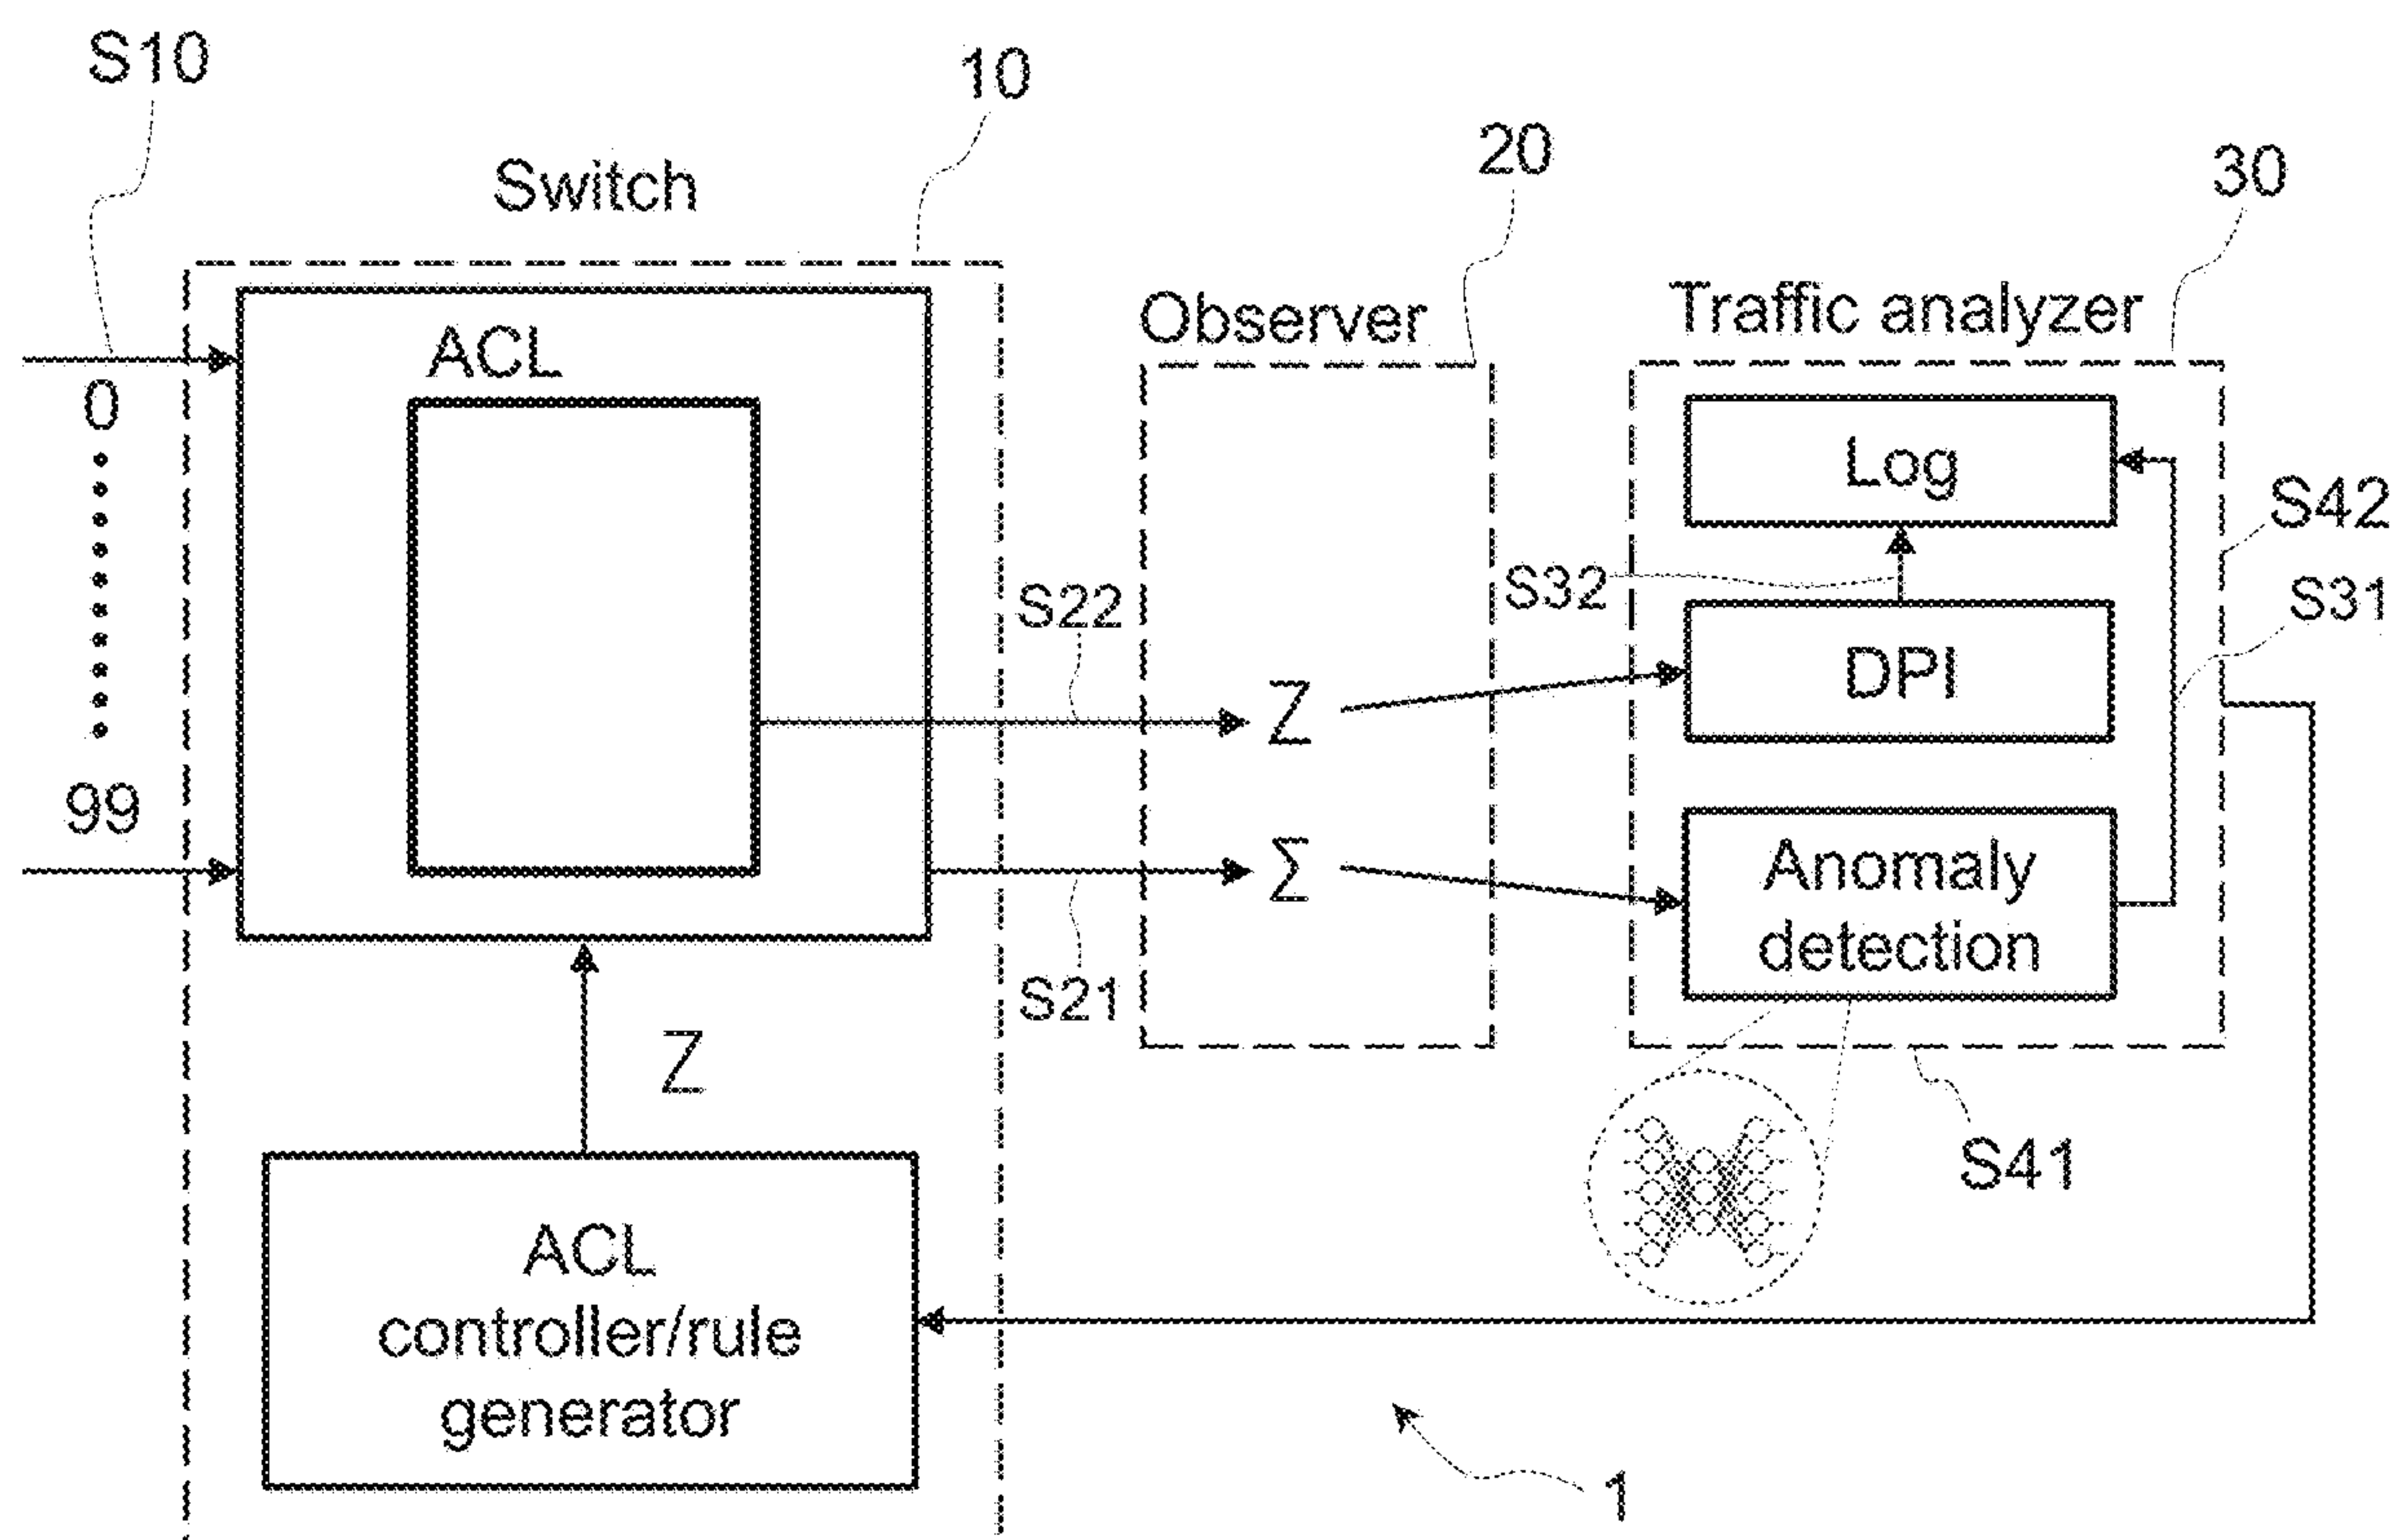 S10
10
20
30
Switch
Observer
Traffic analyzer
ACL
0
99
Log
S42
S31
S32
S22
DPI
Z
Σ
Anomaly
detection
S21
Z
S41
ACL
controller/rule
generator
1